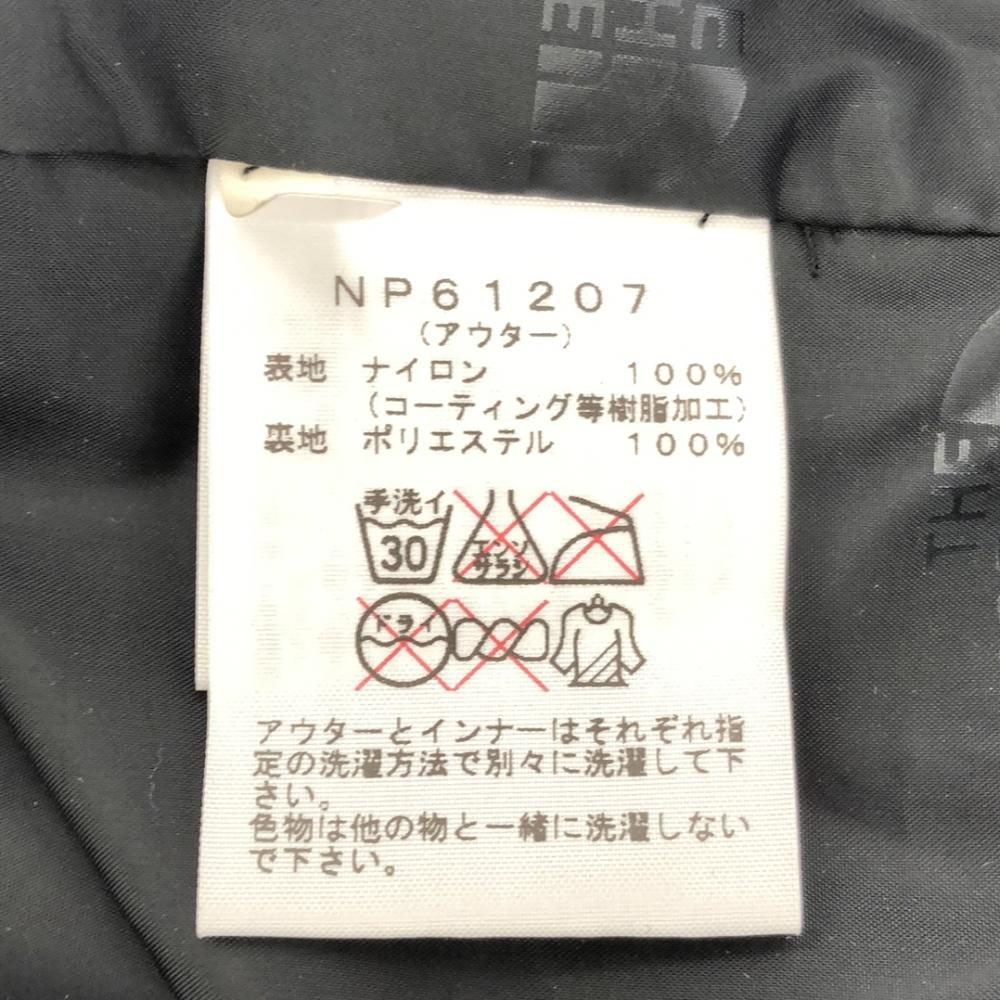 NP61207
(アウター)
表地 ナイロン 100%
(コーティング等樹脂加工)
裏地 ポリエステル 100%
手洗イ
30
エンソ
サラシ
ドライ
アウターとインナーはそれぞれ指
定の洗濯方法で別々に洗濯して下
さい。
色物は他の物と一緒に洗濯しない
で下さい。
THE